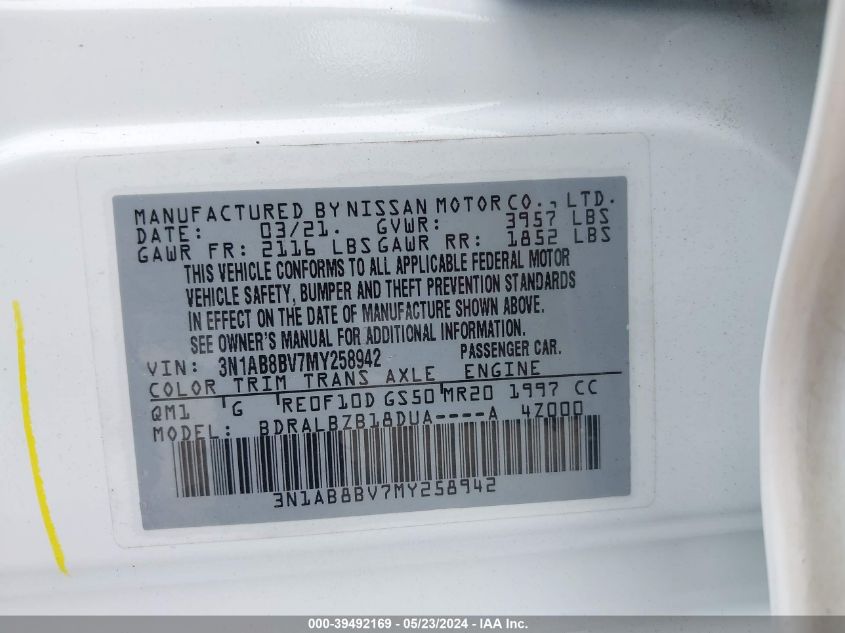 MANUFACTURED BY NISSAN MOTOR CO., LTD.
DATE: 03/21. GVWR: 3957 LBS
GAWR FR: 2116 LBS GAWR RR: 1852 LBS
THIS VEHICLE CONFORMS TO ALL APPLICABLE FEDERAL MOTOR
VEHICLE SAFETY, BUMPER AND THEFT PREVENTION STANDARDS
IN EFFECT ON THE DATE OF MANUFACTURE SHOWN ABOVE.
SEE OWNER'S MANUAL FOR ADDITIONAL INFORMATION.
VIN: 3N1AB8BV7MY258942 PASSENGER CAR.
COLOR TRIM TRANS AXLE ENGINE
QM1 G RE0F10D GS50 MR20 1997 CC
MODEL: BDRALBZB18DUA----A 4Z000
3N1AB8BV7MY258942
000-39492169 - 05/23/2024 - IAA Inc.